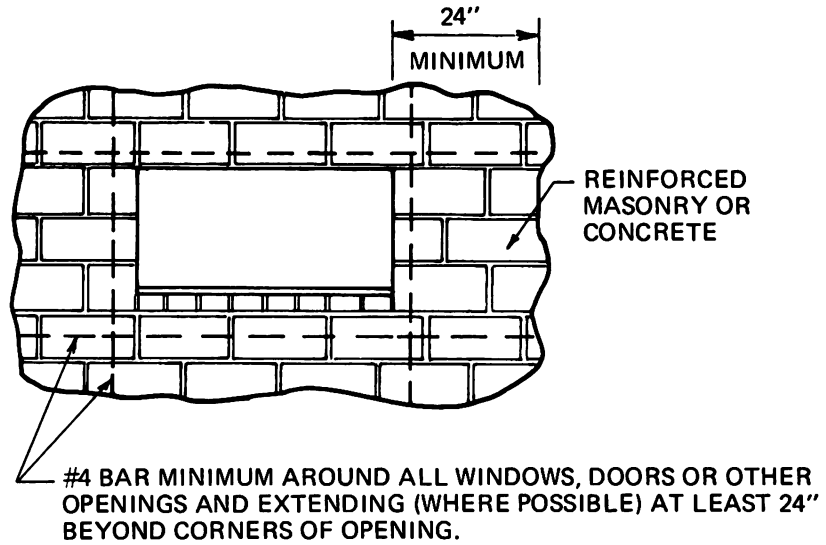 24"
MINIMUM
REINFORCED
MASONRY OR
CONCRETE
#4 BAR MINIMUM AROUND ALL WINDOWS, DOORS OR OTHER
OPENINGS AND EXTENDING (WHERE POSSIBLE) AT LEAST 24"
BEYOND CORNERS OF OPENING.